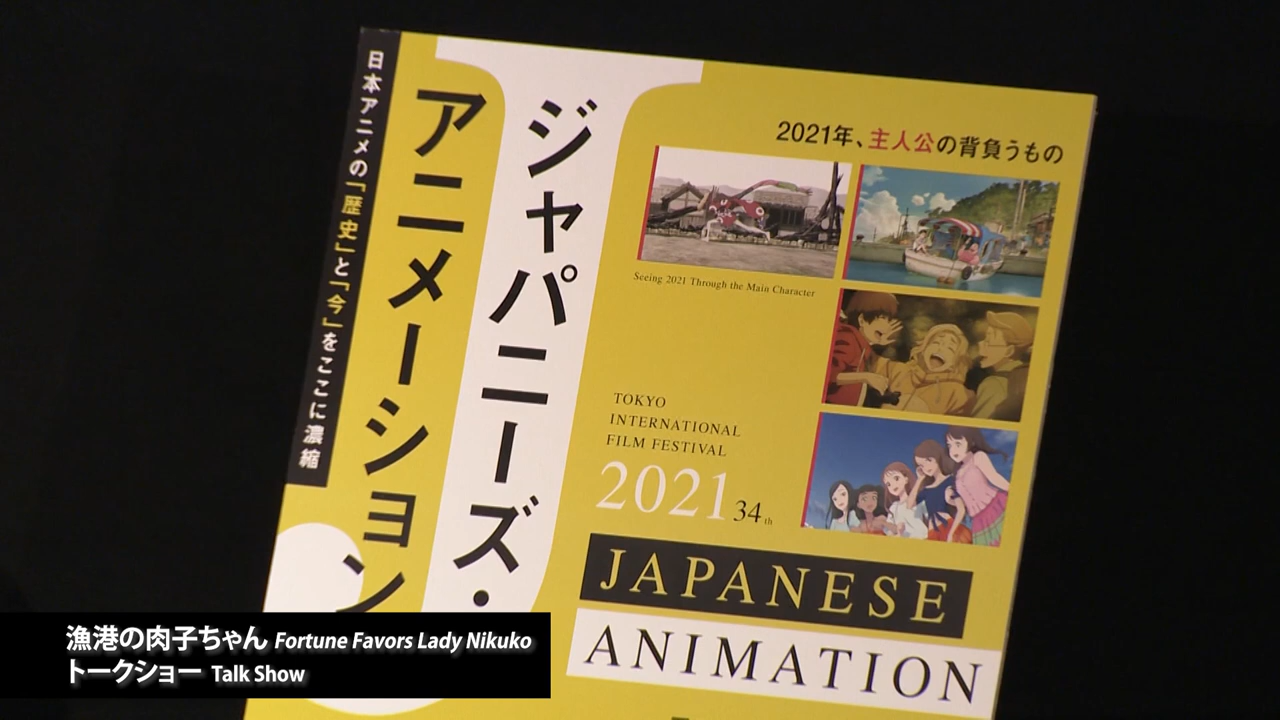 日本アニメの「歴史」と「今」をここに濃縮
ジャパニーズ・
アニメーション
2021年、主人公の背負うもの
Seeing 2021 Through the Main Character
TOKYO
INTERNATIONAL
FILM FESTIVAL
2021 34th
JAPANESE
ANIMATION
漁港の肉子ちゃん Fortune Favors Lady Nikuko
トークショー Talk Show